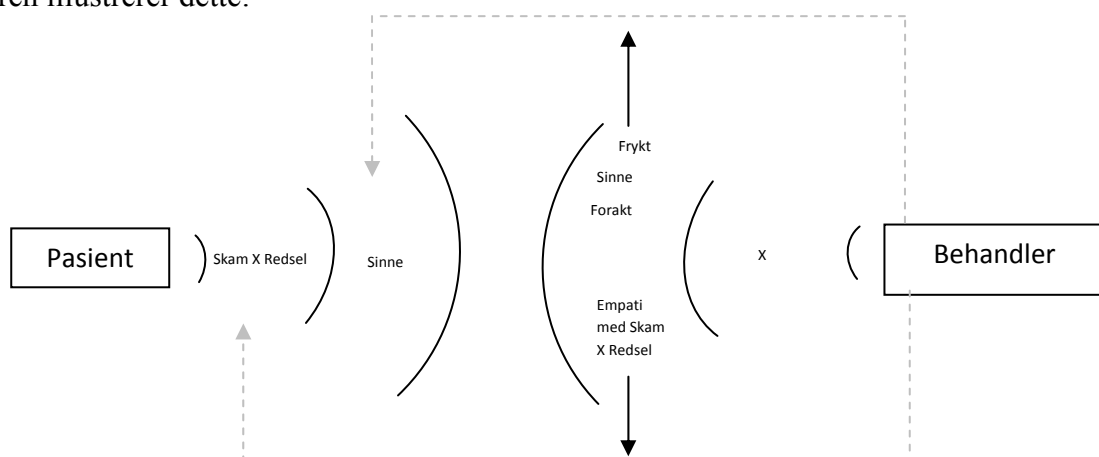 ren illustrerer dette:
Frykt
Sinne
Forakt
Pasient
Skam X Redsel
Sinne
X
Behandler
Empati
med Skam
X Redsel